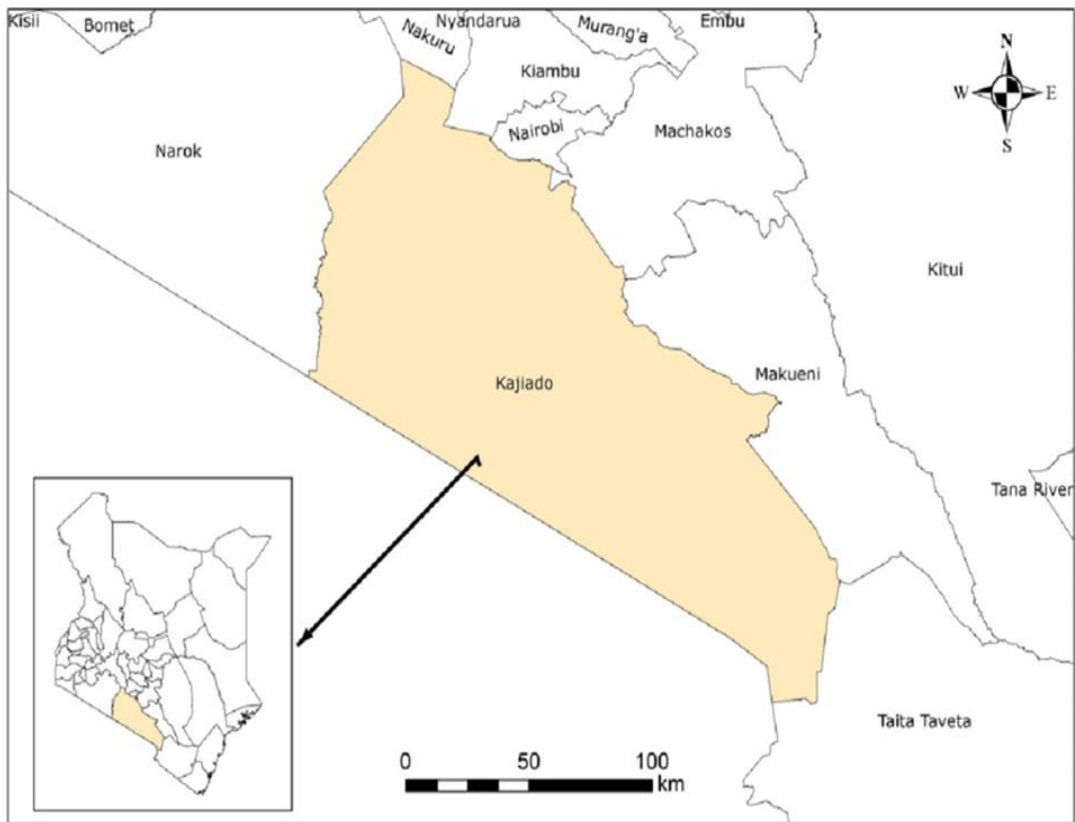 Kisii
Bomet
Nyandarua
Murang'a
Embu
Nakuru
Kiambu
N
W
E
S
Nairobi
Machakos
Narok
Kitui
Makueni
Kajiado
Tana River
Taita Taveta
0 50 100
km